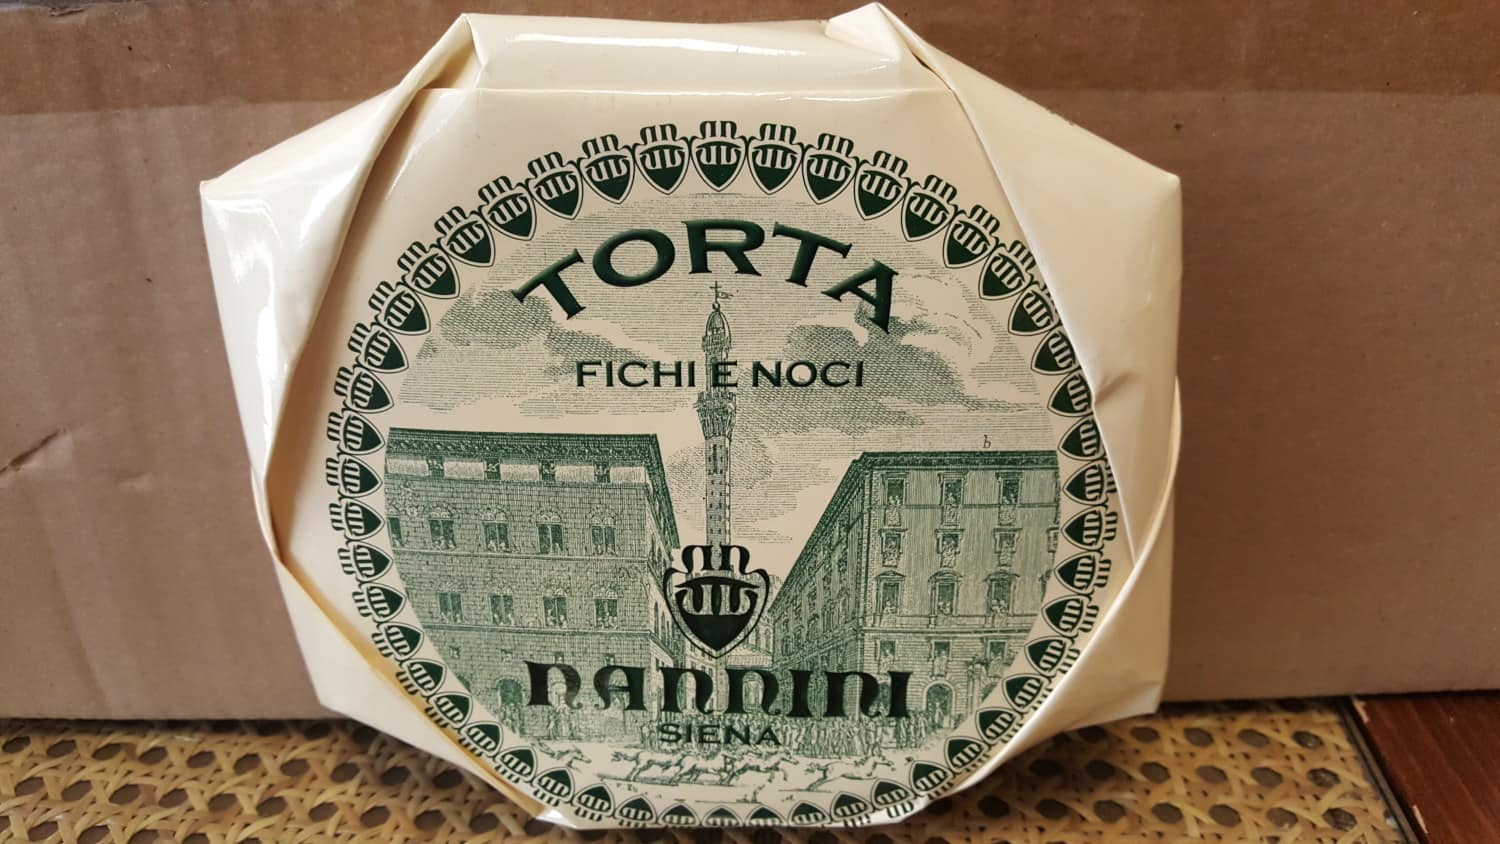 TORTA
FICHI E NOCI
b
NANNINI
SIENA